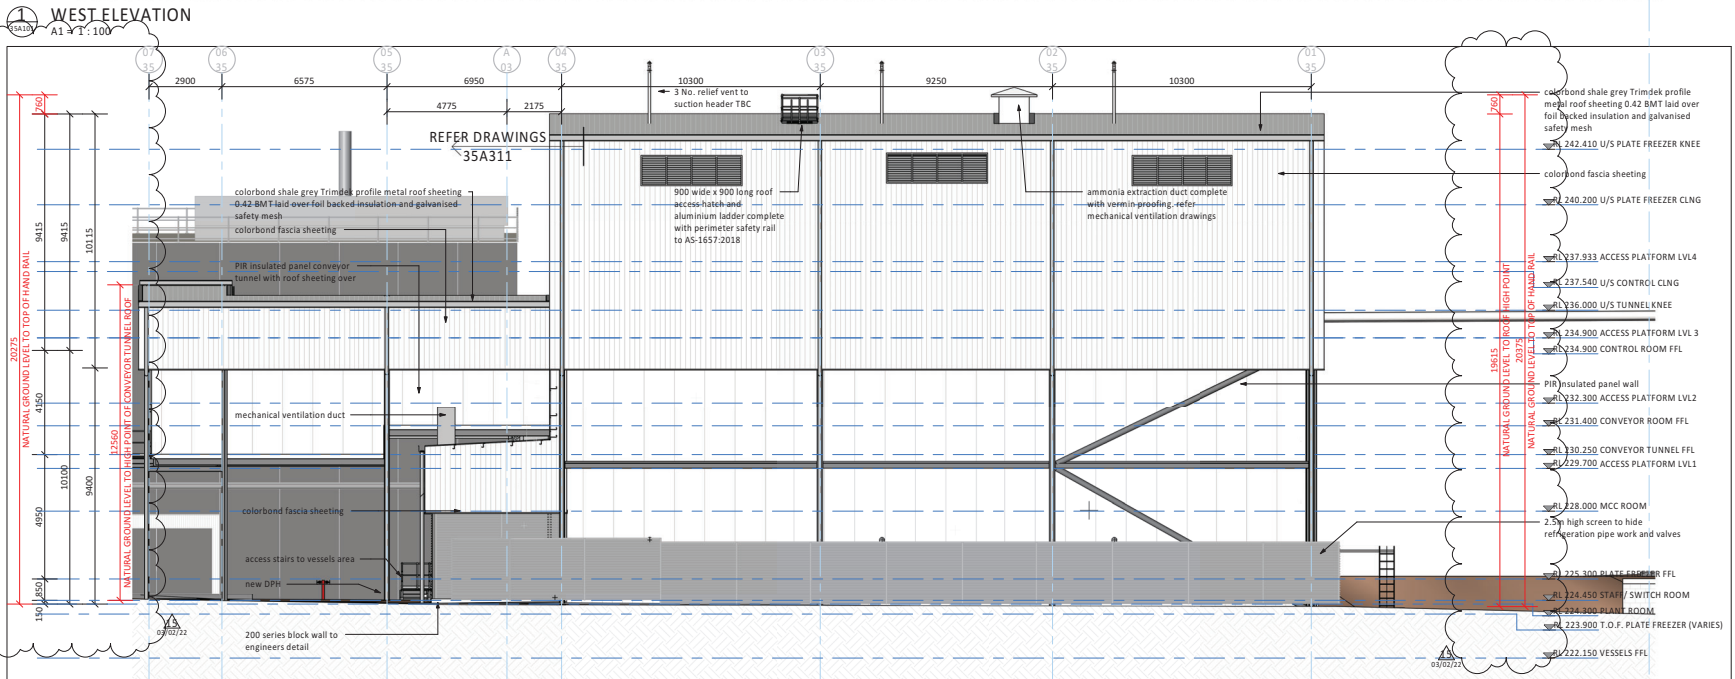 1
35A101
WEST ELEVATION
A1 = 1 : 100
07
35
06
35
05
35
A
03
04
35
03
35
02
35
01
35
2900
6575
6950
10300
9250
10300
4775
2175
760
760
REFER DRAWINGS
35A311
3 No. relief vent to
suction header TBC
900 wide x 900 long roof
access hatch and
aluminium ladder complete
with perimeter safety rail
to AS-1657:2018
ammonia extraction duct complete
with vermin proofing. refer
mechanical ventilation drawings
colorbond shale grey Trimdek profile metal roof sheeting
0.42 BMT laid over foil backed insulation and galvanised
safety mesh
colorbond fascia sheeting
PIR insulated panel conveyor
tunnel with roof sheeting over
mechanical ventilation duct
colorbond fascia sheeting
access stairs to vessels area
new DPH
200 series block wall to
engineers detail
20275
NATURAL GROUND LEVEL TO TOP OF HAND RAIL
9415
9415
10115
4150
10100
9400
4950
850
150
12560
NATURAL GROUND LEVEL TO HIGH POINT OF CONVEYOR TUNNEL ROOF
15
03/02/22
19615
NATURAL GROUND LEVEL TO ROOF HIGH POINT
20375
NATURAL GROUND LEVEL TO TOP OF HAND RAIL
colorbond shale grey Trimdek profile
metal roof sheeting 0.42 BMT laid over
foil backed insulation and galvanised
safety mesh
RL 242.410 U/S PLATE FREEZER KNEE
colorbond fascia sheeting
RL 240.200 U/S PLATE FREEZER CLNG
RL 237.933 ACCESS PLATFORM LVL4
RL 237.540 U/S CONTROL CLNG
RL 236.000 U/S TUNNEL KNEE
RL 234.900 ACCESS PLATFORM LVL 3
RL 234.900 CONTROL ROOM FFL
PIR insulated panel wall
RL 232.300 ACCESS PLATFORM LVL2
RL 231.400 CONVEYOR ROOM FFL
RL 230.250 CONVEYOR TUNNEL FFL
RL 229.700 ACCESS PLATFORM LVL1
RL 228.000 MCC ROOM
2.5m high screen to hide
refrigeration pipe work and valves
RL 225.300 PLATE FREEZER FFL
RL 224.450 STAFF/ SWITCH ROOM
RL 224.300 PLANT ROOM
RL 223.900 T.O.F. PLATE FREEZER (VARIES)
RL 222.150 VESSELS FFL
15
03/02/22